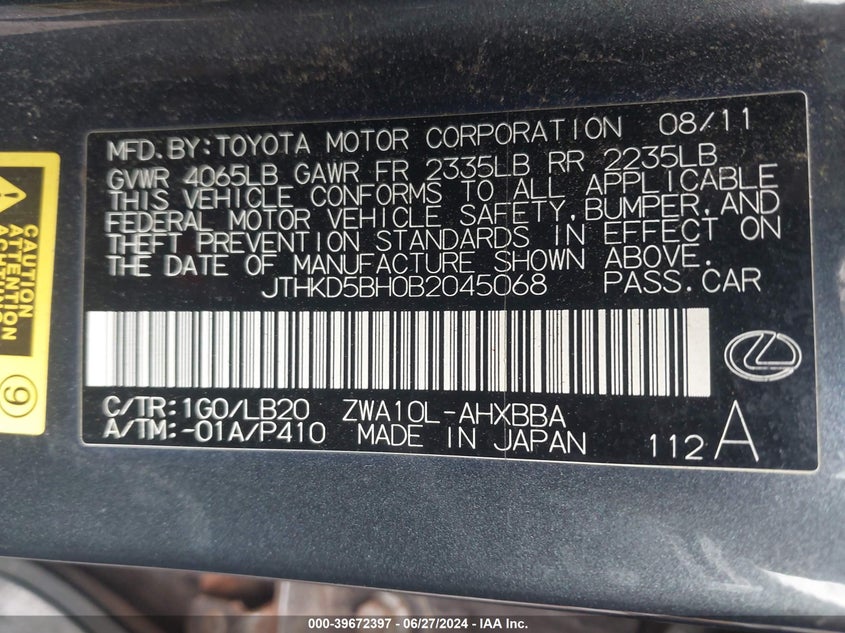 MFD.BY:TOYOTA MOTOR CORPORATION 08/11
GVWR 4065LB GAWR FR 2335LB RR 2235LB
THIS VEHICLE CONFORMS TO ALL APPLICABLE
FEDERAL MOTOR VEHICLE SAFETY,BUMPER,AND
THEFT PREVENTION STANDARDS IN EFFECT ON
THE DATE OF MANUFACTURE SHOWN ABOVE.
JTHKD5BH0B2045068 PASS.CAR
C/TR:1G0/LB20 ZWA10L-AHXBBA
A/TM:-01A/P410 MADE IN JAPAN 112 A
CAUTION
ATTENTION
ACHTUNG
9
000-39672397 / 06/27/2024 / IAA Inc.